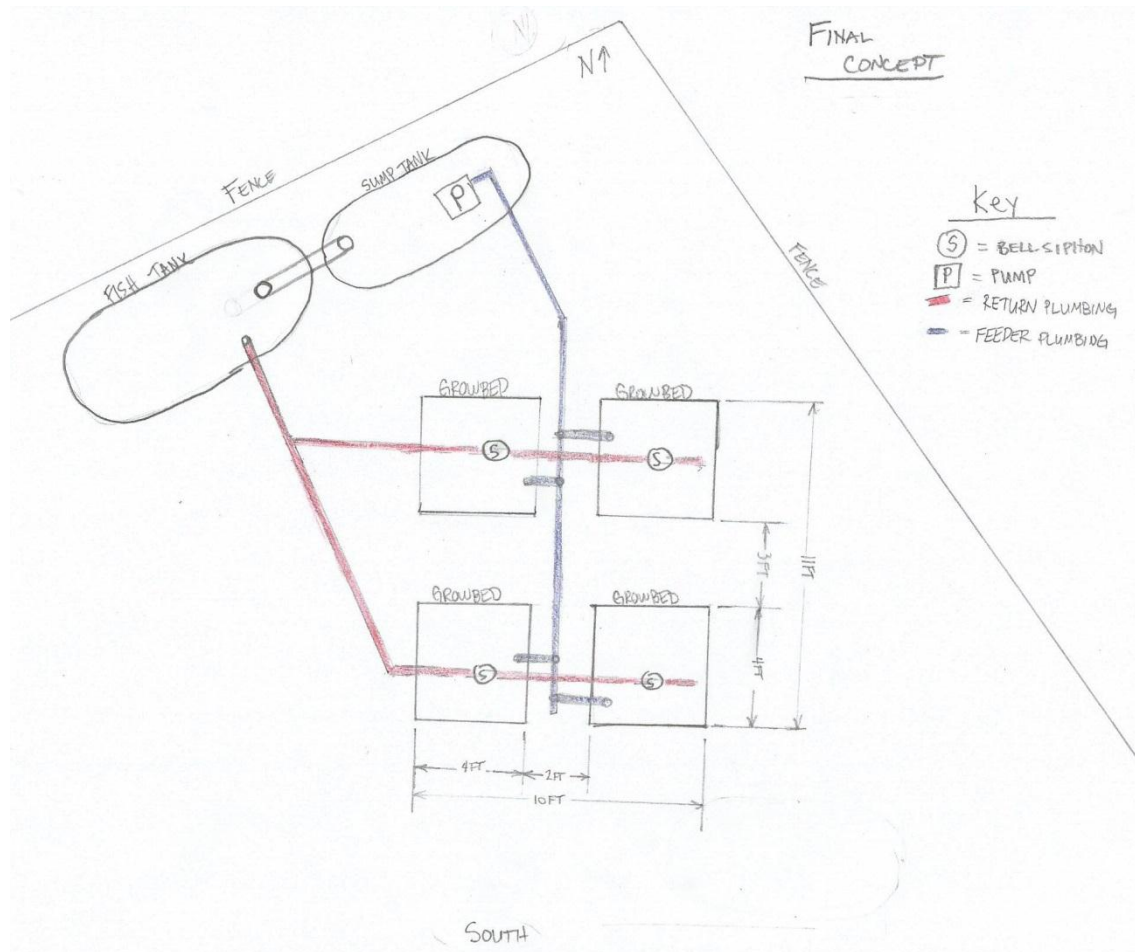 FINAL
CONCEPT
N↑
SUMP TANK
FENCE
P
FISH TANK
FENCE
Key
S = BELL SIPHON
P = PUMP
= RETURN PLUMBING
= FEEDER PLUMBING
GROWBED
GROWBED
S
S
3FT
11FT
GROWBED
GROWBED
S
S
4FT
4FT
2FT
10FT
SOUTH